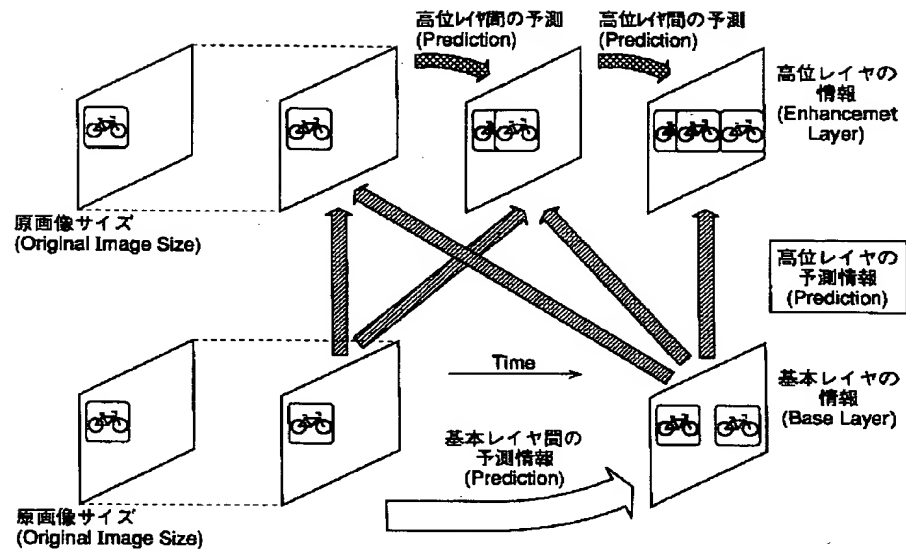 高位レイヤ間の予測
(Prediction)
高位レイヤ間の予測
(Prediction)
高位レイヤの
情報
(Enhancemet
Layer)
原画像サイズ
(Original Image Size)
高位レイヤの
予測情報
(Prediction)
Time
基本レイヤの
情報
(Base Layer)
基本レイヤ間の
予測情報
(Prediction)
原画像サイズ
(Original Image Size)